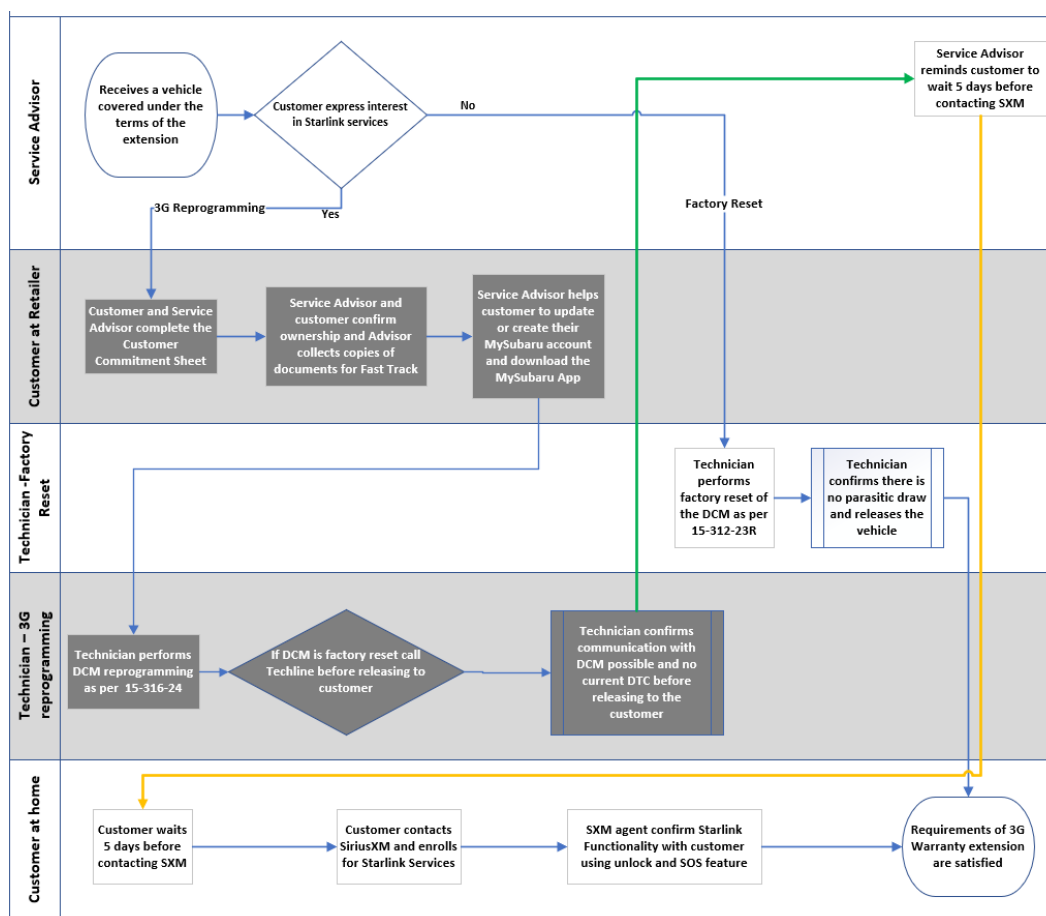 Service Advisor
Receives a vehicle
covered under the
terms of the
extension
Customer express interest
in Starlink services
No
Yes
3G Reprogramming
Factory Reset
Service Advisor
reminds customer to
wait 5 days before
contacting SXM
Customer at Retailer
Customer and Service
Advisor complete the
Customer
Commitment Sheet
Service Advisor and
customer confirm
ownership and Advisor
collects copies of
documents for Fast Track
Service Advisor helps
customer to update
or create their
MySubaru account
and download the
MySubaru App
Technician -Factory
Reset
Technician
performs
factory reset of
the DCM as per
15-312-23R
Technician
confirms there is
no parasitic draw
and releases the
vehicle
Technician – 3G
reprogramming
Technician performs
DCM reprogramming
as per 15-316-24
If DCM is factory reset call
Techline before releasing to
customer
Technician confirms
communication with
DCM possible and no
current DTC before
releasing to the
customer
Customer at home
Customer waits
5 days before
contacting SXM
Customer contacts
SiriusXM and enrolls
for Starlink Services
SXM agent confirm Starlink
Functionality with customer
using unlock and SOS feature
Requirements of 3G
Warranty extension
are satisfied